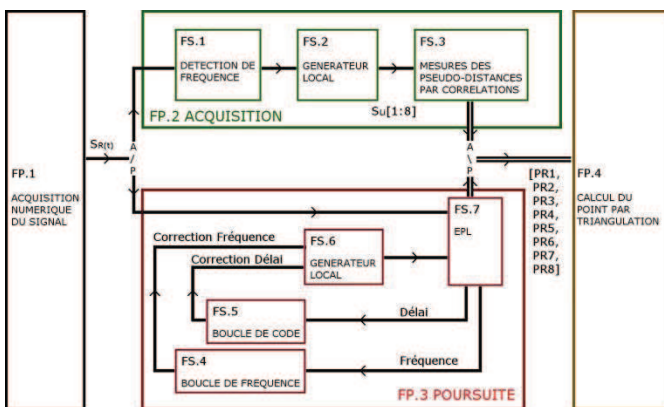 FS.1
DETECTION DE
FREQUENCE
FS.2
GENERATEUR
LOCAL
FS.3
MESURES DES
PSEUDO-DISTANCES
PAR CORRELATIONS
SU[1:8]
FP.2 ACQUISITION
FP.1
ACQUISITION
NUMERIQUE
DU SIGNAL
SR(t)
A
\
P
A
\
P
[PR1,
PR2,
PR3,
PR4,
PR5,
PR6,
PR7,
PR8]
FP.4
CALCUL DU
POINT PAR
TRIANGULATION
FS.7
EPL
Correction Fréquence
Correction Délai
FS.6
GENERATEUR
LOCAL
FS.5
BOUCLE DE CODE
Délai
FS.4
BOUCLE DE FREQUENCE
Fréquence
FP.3 POURSUITE